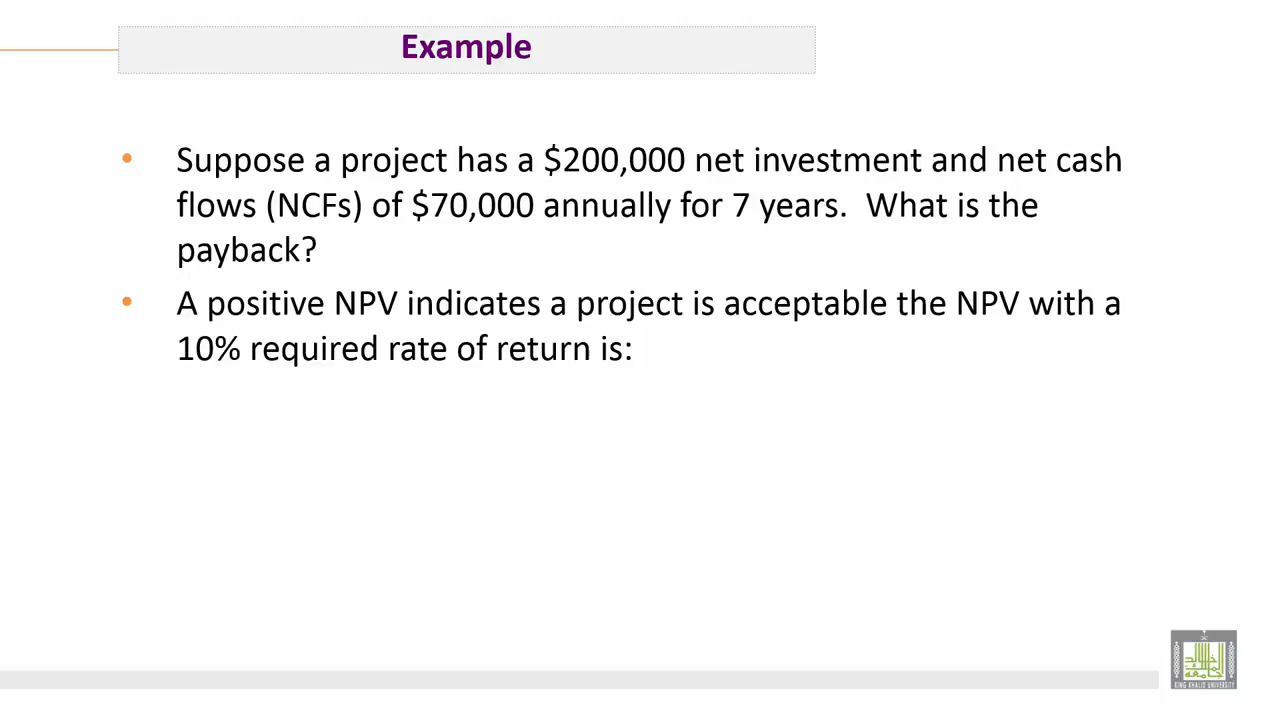 Example
• Suppose a project has a $200,000 net investment and net cash
flows (NCFs) of $70,000 annually for 7 years.  What is the
payback?
• A positive NPV indicates a project is acceptable the NPV with a
10% required rate of return is:
KING KHALID UNIVERSITY